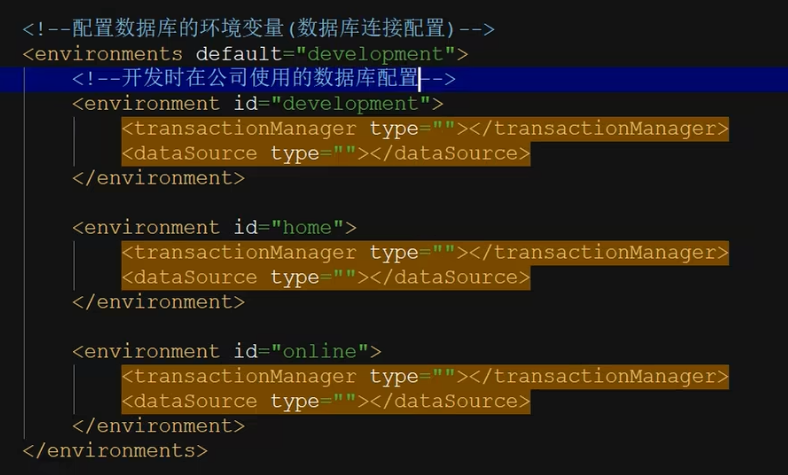 <!--配置数据库的环境变量(数据库连接配置)-->
<environments default="development">
<!--开发时在公司使用的数据库配置-->
<environment id="development">
<transactionManager type=""></transactionManager>
<dataSource type=""></dataSource>
</environment>
<environment id="home">
<transactionManager type=""></transactionManager>
<dataSource type=""></dataSource>
</environment>
<environment id="online">
<transactionManager type=""></transactionManager>
<dataSource type=""></dataSource>
</environment>
</environments>